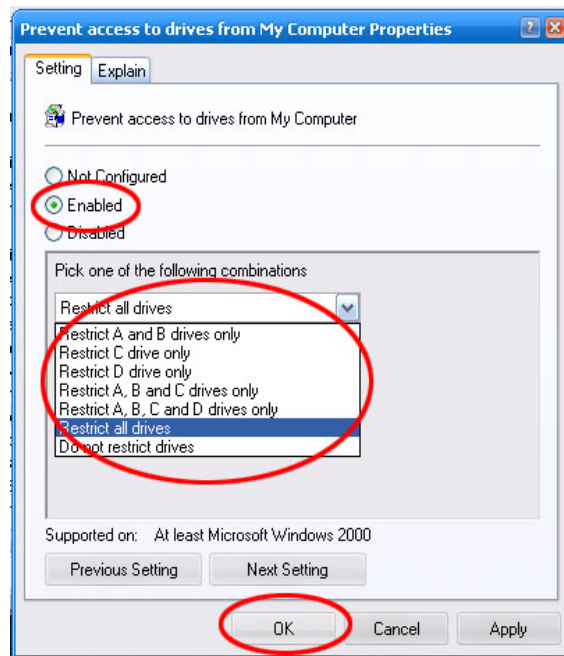 Prevent access to drives from My Computer Properties
Setting Explain
Prevent access to drives from My Computer
Not Configured
Enabled
Disabled
Pick one of the following combinations
Restrict all drives
Restrict A and B drives only
Restrict C drive only
Restrict D drive only
Restrict A, B and C drives only
Restrict A, B, C and D drives only
Restrict all drives
Do not restrict drives
Supported on: At least Microsoft Windows 2000
Previous Setting Next Setting
OK Cancel Apply